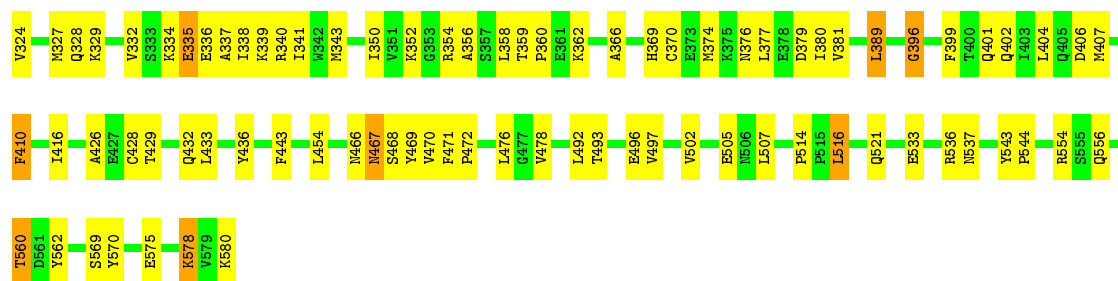 V324 M327 Q328 K329 V332 S333 K334 E335 E336 A337 I338 K339 R340 I341 W342 M343 I350 V351 K352 G353 R354 A355 S357 L358 T359 P360 E361 K362 A366 H369 C370 E373 M374 K375 N376 L377 E378 D379 I380 V381 L389 G396 F399 T400 Q401 Q402 I403 L404 Q405 D406 M407
F410 I416 A426 E427 C428 T429 Q432 L433 Y436 F443 L454 N466 N467 S468 Y469 V470 F471 P472 L476 G477 V478 L492 T493 E496 V497 V502 E505 N506 L507 P514 P515 L516 Q521 E533 R536 N537 Y543 P544 R554 S555 Q556
T560 D561 Y562 S569 Y570 E575 K578 V579 K580